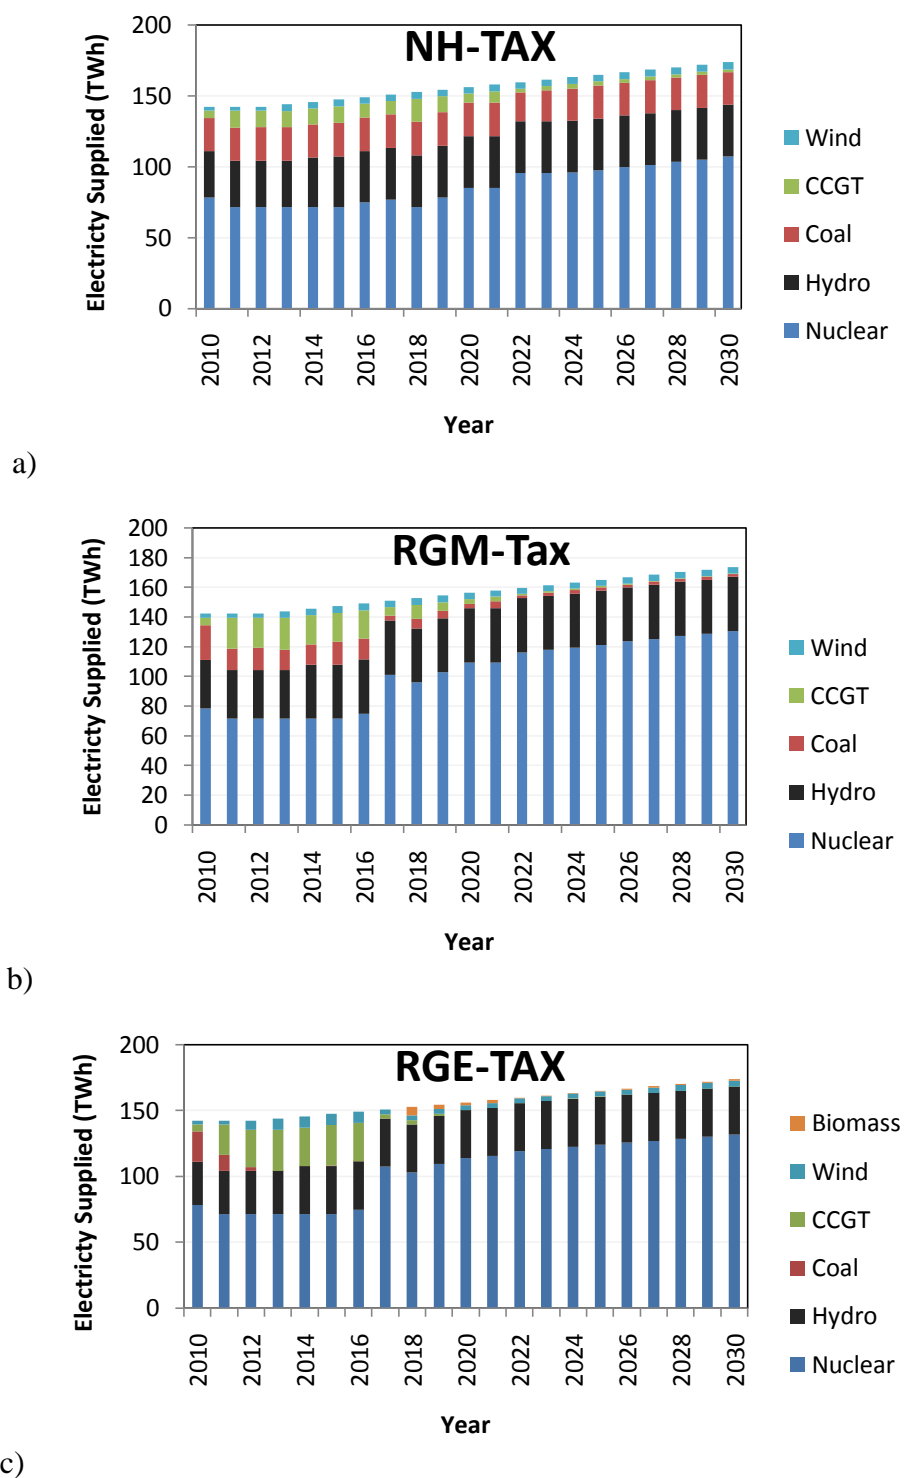 NH-TAX
Electricty Supplied (TWh)
200
150
100
50
0
2010
2012
2014
2016
2018
2020
2022
2024
2026
2028
2030
Year
Wind
CCGT
Coal
Hydro
Nuclear
a)
RGM-Tax
Electricty Supplied (TWh)
200
180
160
140
120
100
80
60
40
20
0
2010
2012
2014
2016
2018
2020
2022
2024
2026
2028
2030
Year
Wind
CCGT
Coal
Hydro
Nuclear
b)
RGE-TAX
Electricty Supplied (TWh)
200
150
100
50
0
2010
2012
2014
2016
2018
2020
2022
2024
2026
2028
2030
Year
Biomass
Wind
CCGT
Coal
Hydro
Nuclear
c)